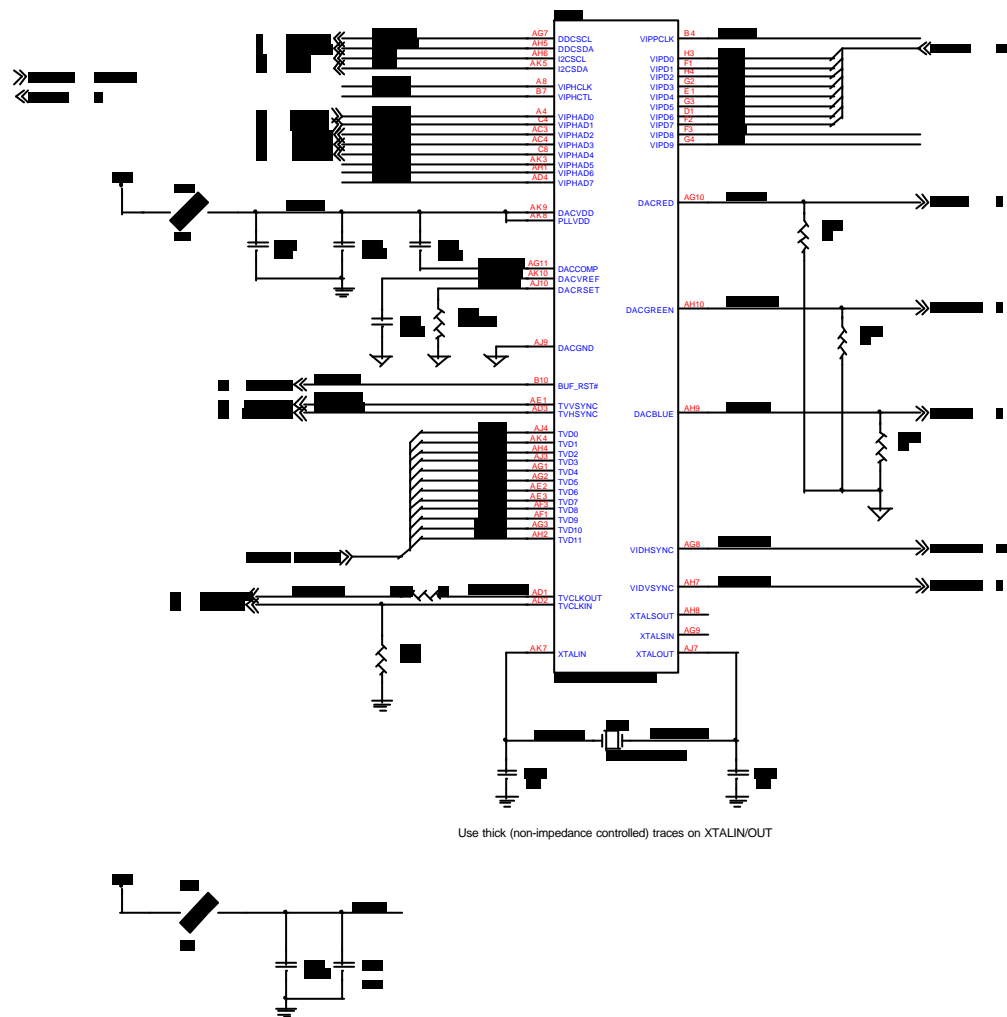 AG7 DDCSCL
AH5 DDCSDA
AH6 I2CSCL
AK5 I2CSDA
A8 VIPHCLK
B7 VIPHCTL
A4 VIPHAD0
C4 VIPHAD1
AC3 VIPHAD2
AC4 VIPHAD3
C8 VIPHAD4
AK3 VIPHAD5
AH1 VIPHAD6
AD4 VIPHAD7
AK9 DACVDD
AK8 PLLVDD
AG11 DACCOMP
AK10 DACVREF
AJ10 DACRSET
AJ9 DACGND
B10 BUF_RST#
AE1 TVVSYNC
AD3 TVHSYNC
AJ4 TVD0
AK4 TVD1
AH4 TVD2
AJ3 TVD3
AG1 TVD4
AG2 TVD5
AE2 TVD6
AE3 TVD7
AF3 TVD8
AF1 TVD9
AG3 TVD10
AH2 TVD11
AD1 TVCLKOUT
AD2 TVCLKIN
AK7 XTALIN
VIPPCLK B4
VIPD0 H3
VIPD1 F1
VIPD2 H4
VIPD3 G2
VIPD4 E1
VIPD5 G3
VIPD6 D1
VIPD7 F2
VIPD8 F3
VIPD9 G4
DACRED AG10
DACGREEN AH10
DACBLUE AH9
VIDHSYNC AG8
VIDVSYNC AH7
XTALSOUT AH8
XTALSIN AG9
XTALOUT AJ7
Use thick (non-impedance controlled) traces on XTALIN/OUT